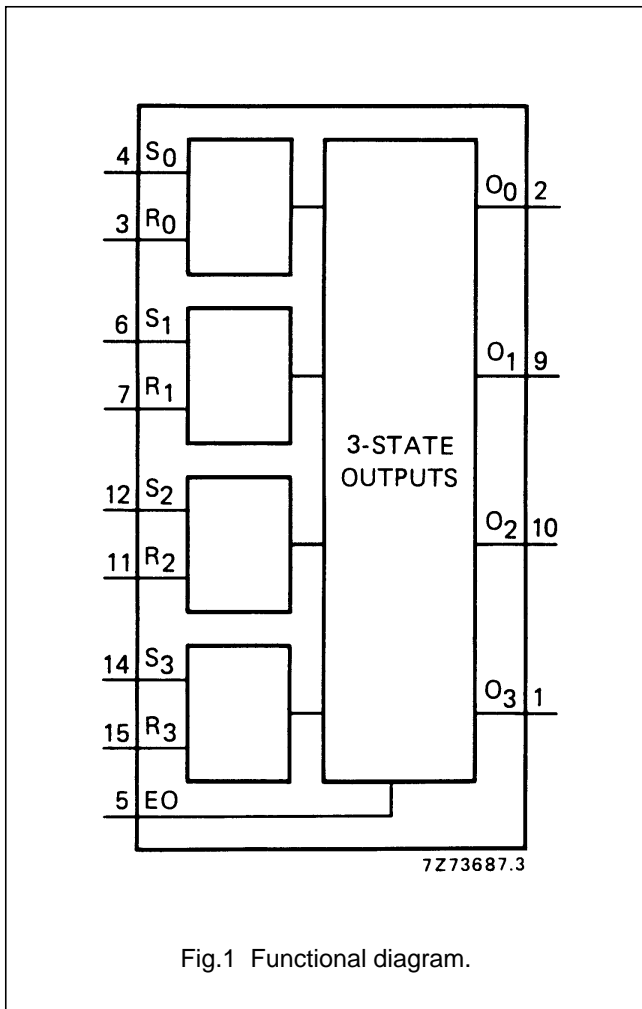 4 S0
O0 2
3 R0
6 S1
O1 9
7 R1
3-STATE
OUTPUTS
12 S2
O2 10
11 R2
14 S3
O3 1
15 R3
5 EO
7Z73687.3
Fig.1 Functional diagram.